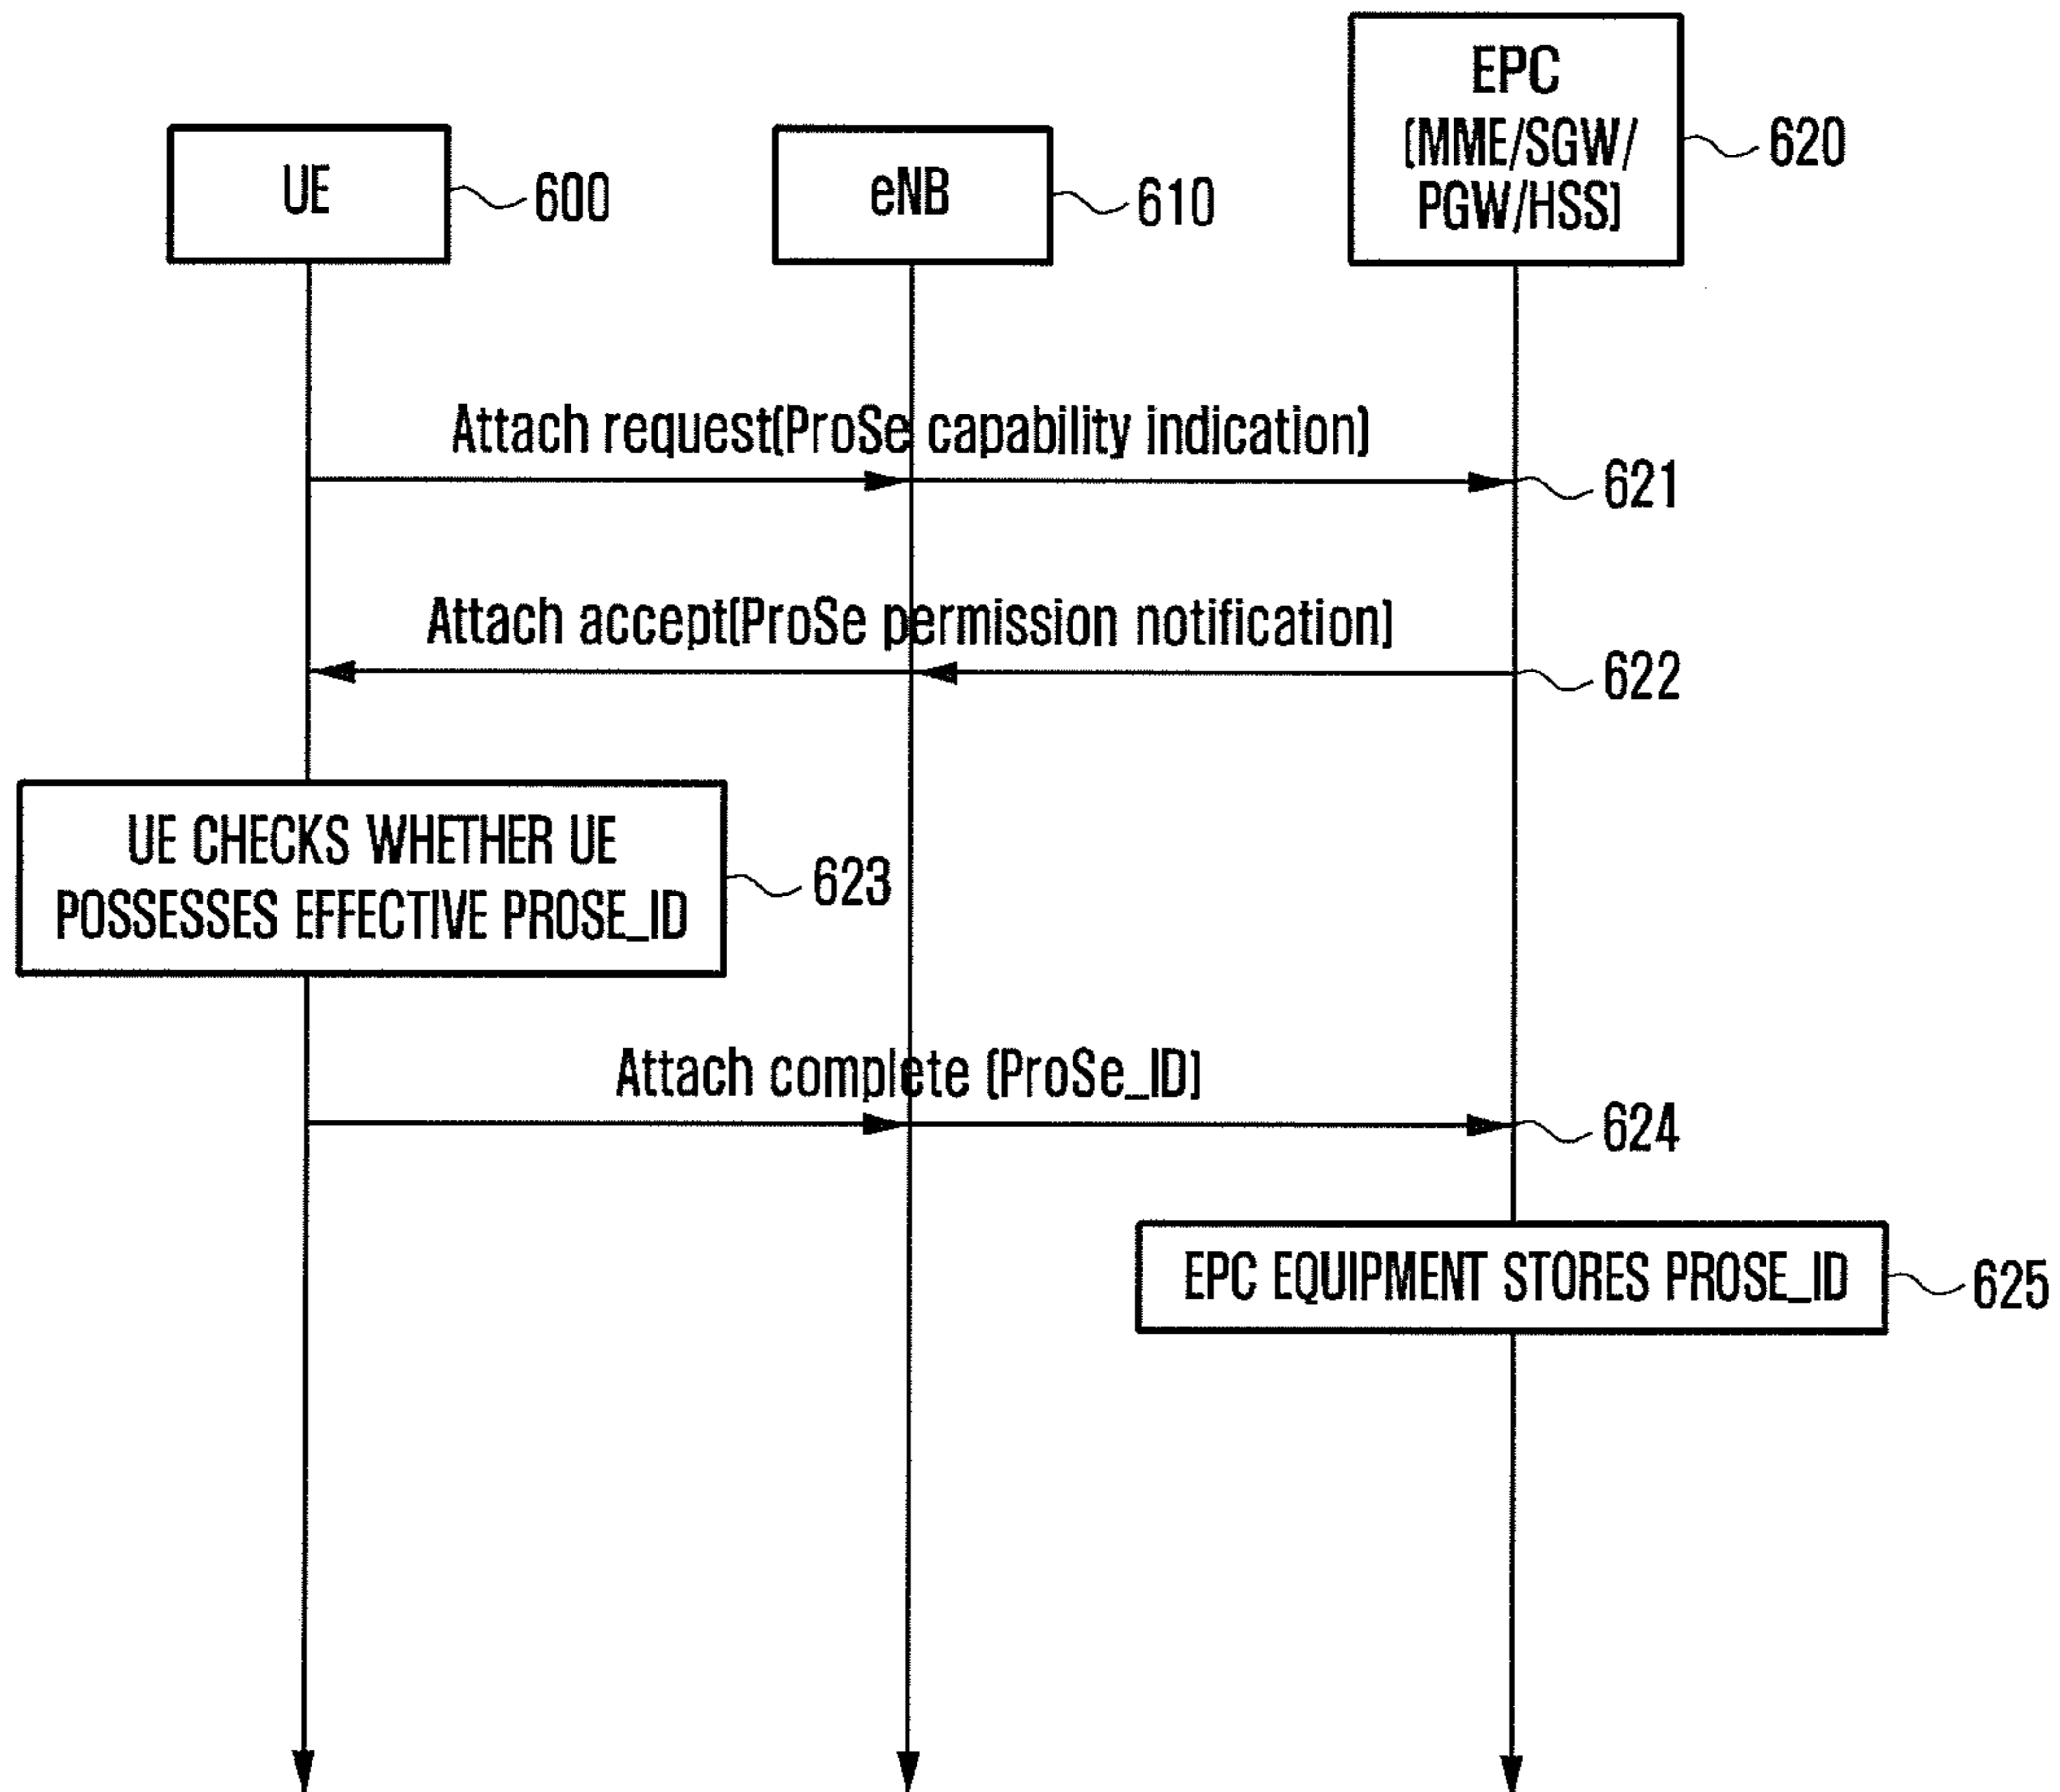 EPC
(MME/SGW/
PGW/HSS)
620
UE
600
eNB
610
Attach request(ProSe capability indication)
621
Attach accept(ProSe permission notification)
622
UE CHECKS WHETHER UE
POSSESSES EFFECTIVE PROSE_ID
623
Attach complete (ProSe_ID)
624
EPC EQUIPMENT STORES PROSE_ID
625